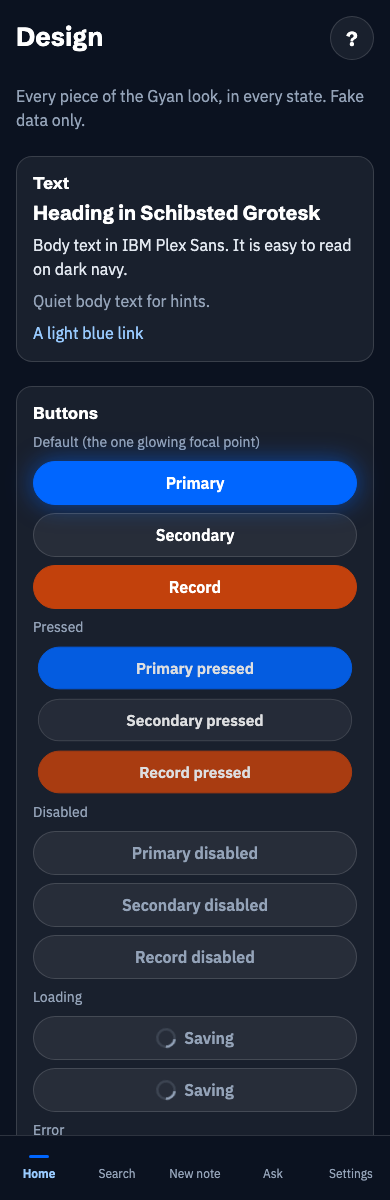 Design
?
Every piece of the Gyan look, in every state. Fake
data only.
Text
Heading in Schibsted Grotesk
Body text in IBM Plex Sans. It is easy to read
on dark navy.
Quiet body text for hints.
A light blue link
Buttons
Default (the one glowing focal point)
Primary
Secondary
Record
Pressed
Primary pressed
Secondary pressed
Record pressed
Disabled
Primary disabled
Secondary disabled
Record disabled
Loading
Saving
Saving
Error
Home Search New note Ask Settings